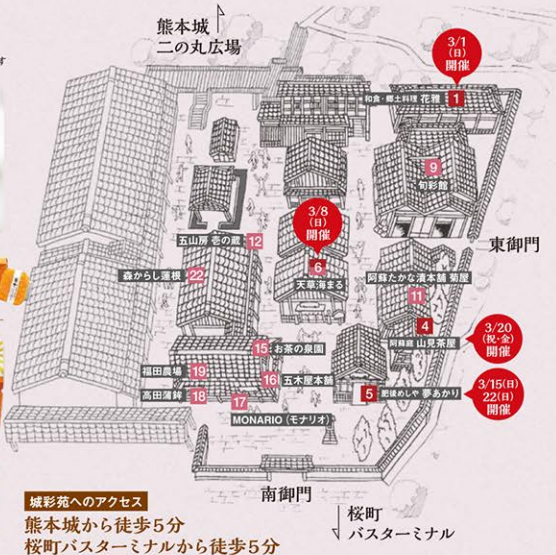 熊本城
二の丸広場
3/1
(日)
開催
和食・郷土料理 花雅
1
9
旬彩館
3/8
(日)
開催
五山房 壱の蔵
12
東御門
森からし蓮根
22
6
天草海まる
阿蘇たかな漬本舗 菊屋
11
4
阿蘇庭 山見茶屋
3/20
(祝・金)
開催
15
お茶の泉園
福田農場
19
16
五木屋本舗
高田蒲鉾
18
17
MONARIO(モナリオ)
5
肥後めしや 夢あかり
3/15(日)
22(日)
開催
南御門
桜町
バスターミナル
城彩苑へのアクセス
熊本城から徒歩5分
桜町バスターミナルから徒歩5分